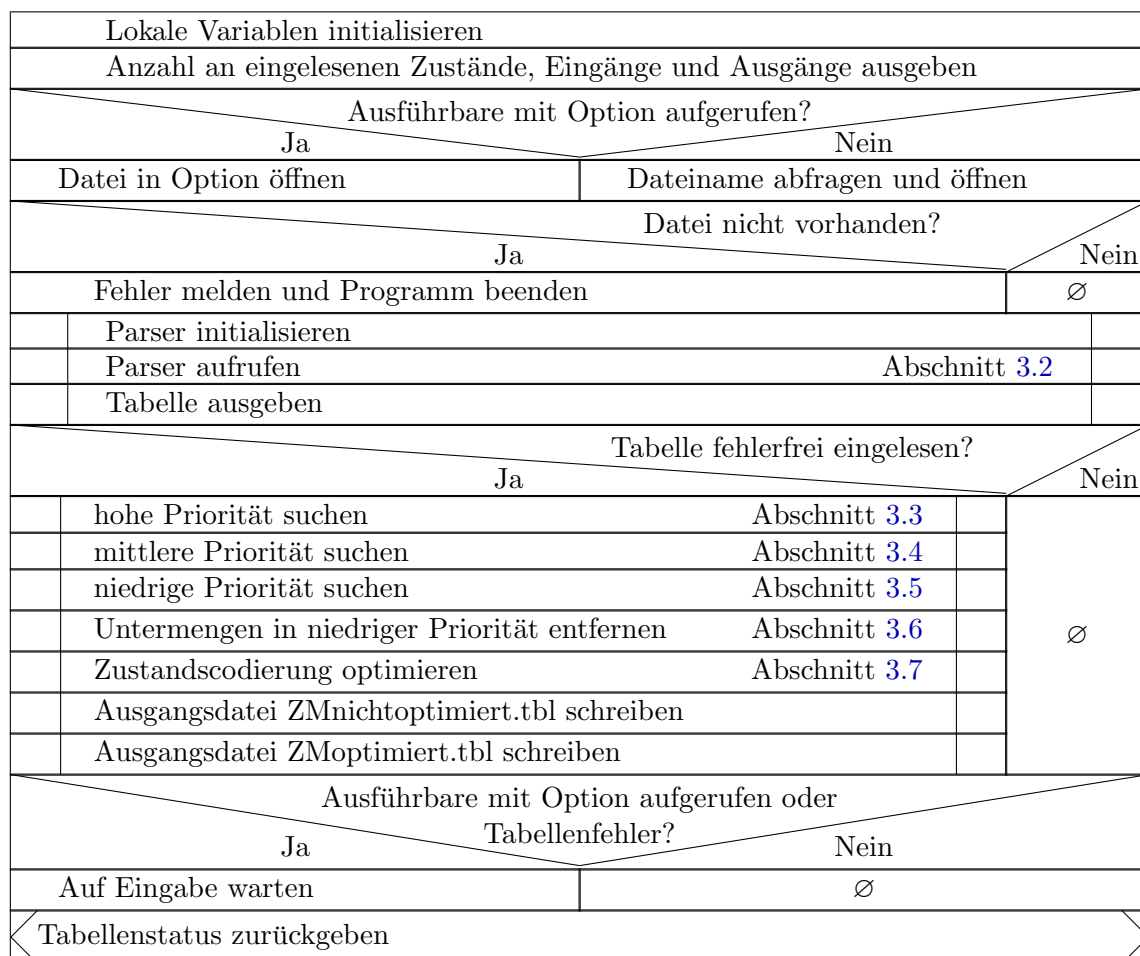 Lokale Variablen initialisieren
Anzahl an eingelesenen Zustände, Eingänge und Ausgänge ausgeben
Ausführbare mit Option aufgerufen?
Ja Nein
Datei in Option öffnen Dateiname abfragen und öffnen
Datei nicht vorhanden?
Ja Nein
Fehler melden und Programm beenden ∅
Parser initialisieren
Parser aufrufen Abschnitt 3.2
Tabelle ausgeben
Tabelle fehlerfrei eingelesen?
Ja Nein
hohe Priorität suchen Abschnitt 3.3
mittlere Priorität suchen Abschnitt 3.4
niedrige Priorität suchen Abschnitt 3.5
Untermengen in niedriger Priorität entfernen Abschnitt 3.6 ∅
Zustandscodierung optimieren Abschnitt 3.7
Ausgangsdatei ZMnichtoptimiert.tbl schreiben
Ausgangsdatei ZMoptimiert.tbl schreiben
Ausführbare mit Option aufgerufen oder
Tabellenfehler?
Ja Nein
Auf Eingabe warten ∅
Tabellenstatus zurückgeben